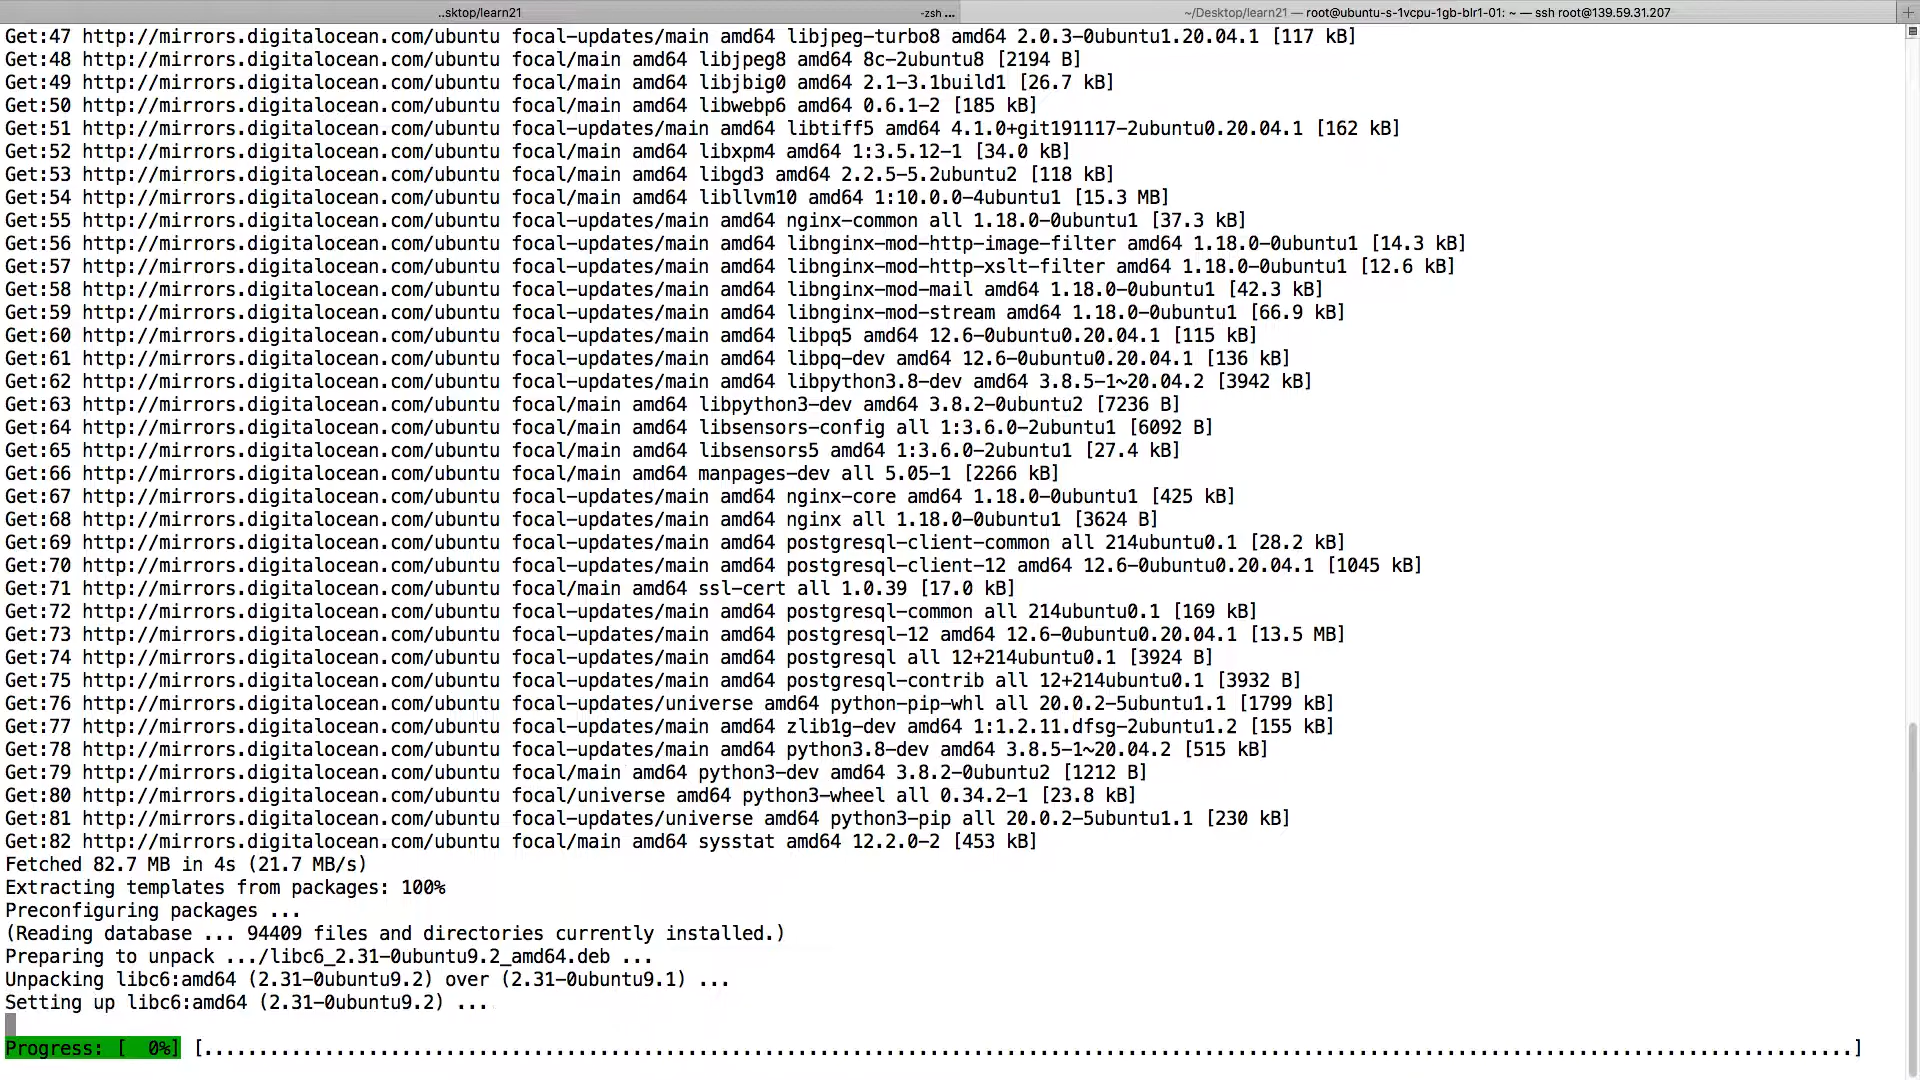 ..sktop/learn21 -zsh ... ~/Desktop/learn21 — root@ubuntu-s-1vcpu-1gb-blr1-01: ~ — ssh root@139.59.31.207 +
Get:47 http://mirrors.digitalocean.com/ubuntu focal-updates/main amd64 libjpeg-turbo8 amd64 2.0.3-0ubuntu1.20.04.1 [117 kB]
Get:48 http://mirrors.digitalocean.com/ubuntu focal/main amd64 libjpeg8 amd64 8c-2ubuntu8 [2194 B]
Get:49 http://mirrors.digitalocean.com/ubuntu focal/main amd64 libjbig0 amd64 2.1-3.1build1 [26.7 kB]
Get:50 http://mirrors.digitalocean.com/ubuntu focal/main amd64 libwebp6 amd64 0.6.1-2 [185 kB]
Get:51 http://mirrors.digitalocean.com/ubuntu focal-updates/main amd64 libtiff5 amd64 4.1.0+git191117-2ubuntu0.20.04.1 [162 kB]
Get:52 http://mirrors.digitalocean.com/ubuntu focal/main amd64 libxpm4 amd64 1:3.5.12-1 [34.0 kB]
Get:53 http://mirrors.digitalocean.com/ubuntu focal/main amd64 libgd3 amd64 2.2.5-5.2ubuntu2 [118 kB]
Get:54 http://mirrors.digitalocean.com/ubuntu focal/main amd64 libllvm10 amd64 1:10.0.0-4ubuntu1 [15.3 MB]
Get:55 http://mirrors.digitalocean.com/ubuntu focal-updates/main amd64 nginx-common all 1.18.0-0ubuntu1 [37.3 kB]
Get:56 http://mirrors.digitalocean.com/ubuntu focal-updates/main amd64 libnginx-mod-http-image-filter amd64 1.18.0-0ubuntu1 [14.3 kB]
Get:57 http://mirrors.digitalocean.com/ubuntu focal-updates/main amd64 libnginx-mod-http-xslt-filter amd64 1.18.0-0ubuntu1 [12.6 kB]
Get:58 http://mirrors.digitalocean.com/ubuntu focal-updates/main amd64 libnginx-mod-mail amd64 1.18.0-0ubuntu1 [42.3 kB]
Get:59 http://mirrors.digitalocean.com/ubuntu focal-updates/main amd64 libnginx-mod-stream amd64 1.18.0-0ubuntu1 [66.9 kB]
Get:60 http://mirrors.digitalocean.com/ubuntu focal-updates/main amd64 libpq5 amd64 12.6-0ubuntu0.20.04.1 [115 kB]
Get:61 http://mirrors.digitalocean.com/ubuntu focal-updates/main amd64 libpq-dev amd64 12.6-0ubuntu0.20.04.1 [136 kB]
Get:62 http://mirrors.digitalocean.com/ubuntu focal-updates/main amd64 libpython3.8-dev amd64 3.8.5-1~20.04.2 [3942 kB]
Get:63 http://mirrors.digitalocean.com/ubuntu focal/main amd64 libpython3-dev amd64 3.8.2-0ubuntu2 [7236 B]
Get:64 http://mirrors.digitalocean.com/ubuntu focal/main amd64 libsensors-config all 1:3.6.0-2ubuntu1 [6092 B]
Get:65 http://mirrors.digitalocean.com/ubuntu focal/main amd64 libsensors5 amd64 1:3.6.0-2ubuntu1 [27.4 kB]
Get:66 http://mirrors.digitalocean.com/ubuntu focal/main amd64 manpages-dev all 5.05-1 [2266 kB]
Get:67 http://mirrors.digitalocean.com/ubuntu focal-updates/main amd64 nginx-core amd64 1.18.0-0ubuntu1 [425 kB]
Get:68 http://mirrors.digitalocean.com/ubuntu focal-updates/main amd64 nginx all 1.18.0-0ubuntu1 [3624 B]
Get:69 http://mirrors.digitalocean.com/ubuntu focal-updates/main amd64 postgresql-client-common all 214ubuntu0.1 [28.2 kB]
Get:70 http://mirrors.digitalocean.com/ubuntu focal-updates/main amd64 postgresql-client-12 amd64 12.6-0ubuntu0.20.04.1 [1045 kB]
Get:71 http://mirrors.digitalocean.com/ubuntu focal/main amd64 ssl-cert all 1.0.39 [17.0 kB]
Get:72 http://mirrors.digitalocean.com/ubuntu focal-updates/main amd64 postgresql-common all 214ubuntu0.1 [169 kB]
Get:73 http://mirrors.digitalocean.com/ubuntu focal-updates/main amd64 postgresql-12 amd64 12.6-0ubuntu0.20.04.1 [13.5 MB]
Get:74 http://mirrors.digitalocean.com/ubuntu focal-updates/main amd64 postgresql all 12+214ubuntu0.1 [3924 B]
Get:75 http://mirrors.digitalocean.com/ubuntu focal-updates/main amd64 postgresql-contrib all 12+214ubuntu0.1 [3932 B]
Get:76 http://mirrors.digitalocean.com/ubuntu focal-updates/universe amd64 python-pip-whl all 20.0.2-5ubuntu1.1 [1799 kB]
Get:77 http://mirrors.digitalocean.com/ubuntu focal-updates/main amd64 zlib1g-dev amd64 1:1.2.11.dfsg-2ubuntu1.2 [155 kB]
Get:78 http://mirrors.digitalocean.com/ubuntu focal-updates/main amd64 python3.8-dev amd64 3.8.5-1~20.04.2 [515 kB]
Get:79 http://mirrors.digitalocean.com/ubuntu focal/main amd64 python3-dev amd64 3.8.2-0ubuntu2 [1212 B]
Get:80 http://mirrors.digitalocean.com/ubuntu focal/universe amd64 python3-wheel all 0.34.2-1 [23.8 kB]
Get:81 http://mirrors.digitalocean.com/ubuntu focal-updates/universe amd64 python3-pip all 20.0.2-5ubuntu1.1 [230 kB]
Get:82 http://mirrors.digitalocean.com/ubuntu focal/main amd64 sysstat amd64 12.2.0-2 [453 kB]
Fetched 82.7 MB in 4s (21.7 MB/s)
Extracting templates from packages: 100%
Preconfiguring packages ...
(Reading database ... 94409 files and directories currently installed.)
Preparing to unpack .../libc6_2.31-0ubuntu9.2_amd64.deb ...
Unpacking libc6:amd64 (2.31-0ubuntu9.2) over (2.31-0ubuntu9.1) ...
Setting up libc6:amd64 (2.31-0ubuntu9.2) ...
Progress: [  0%] [......................................................................................................................................................]